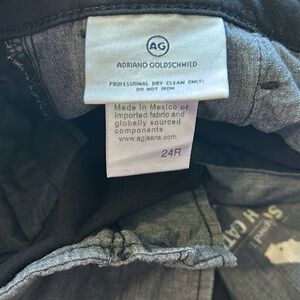 AG
ADRIANO GOLDSCHMIED
PROFESSIONAL DRY CLEAN ONLY.
DO NOT IRON
Made in Mexico of
imported fabric and
globally sourced
components
www.agjeans.com
24R